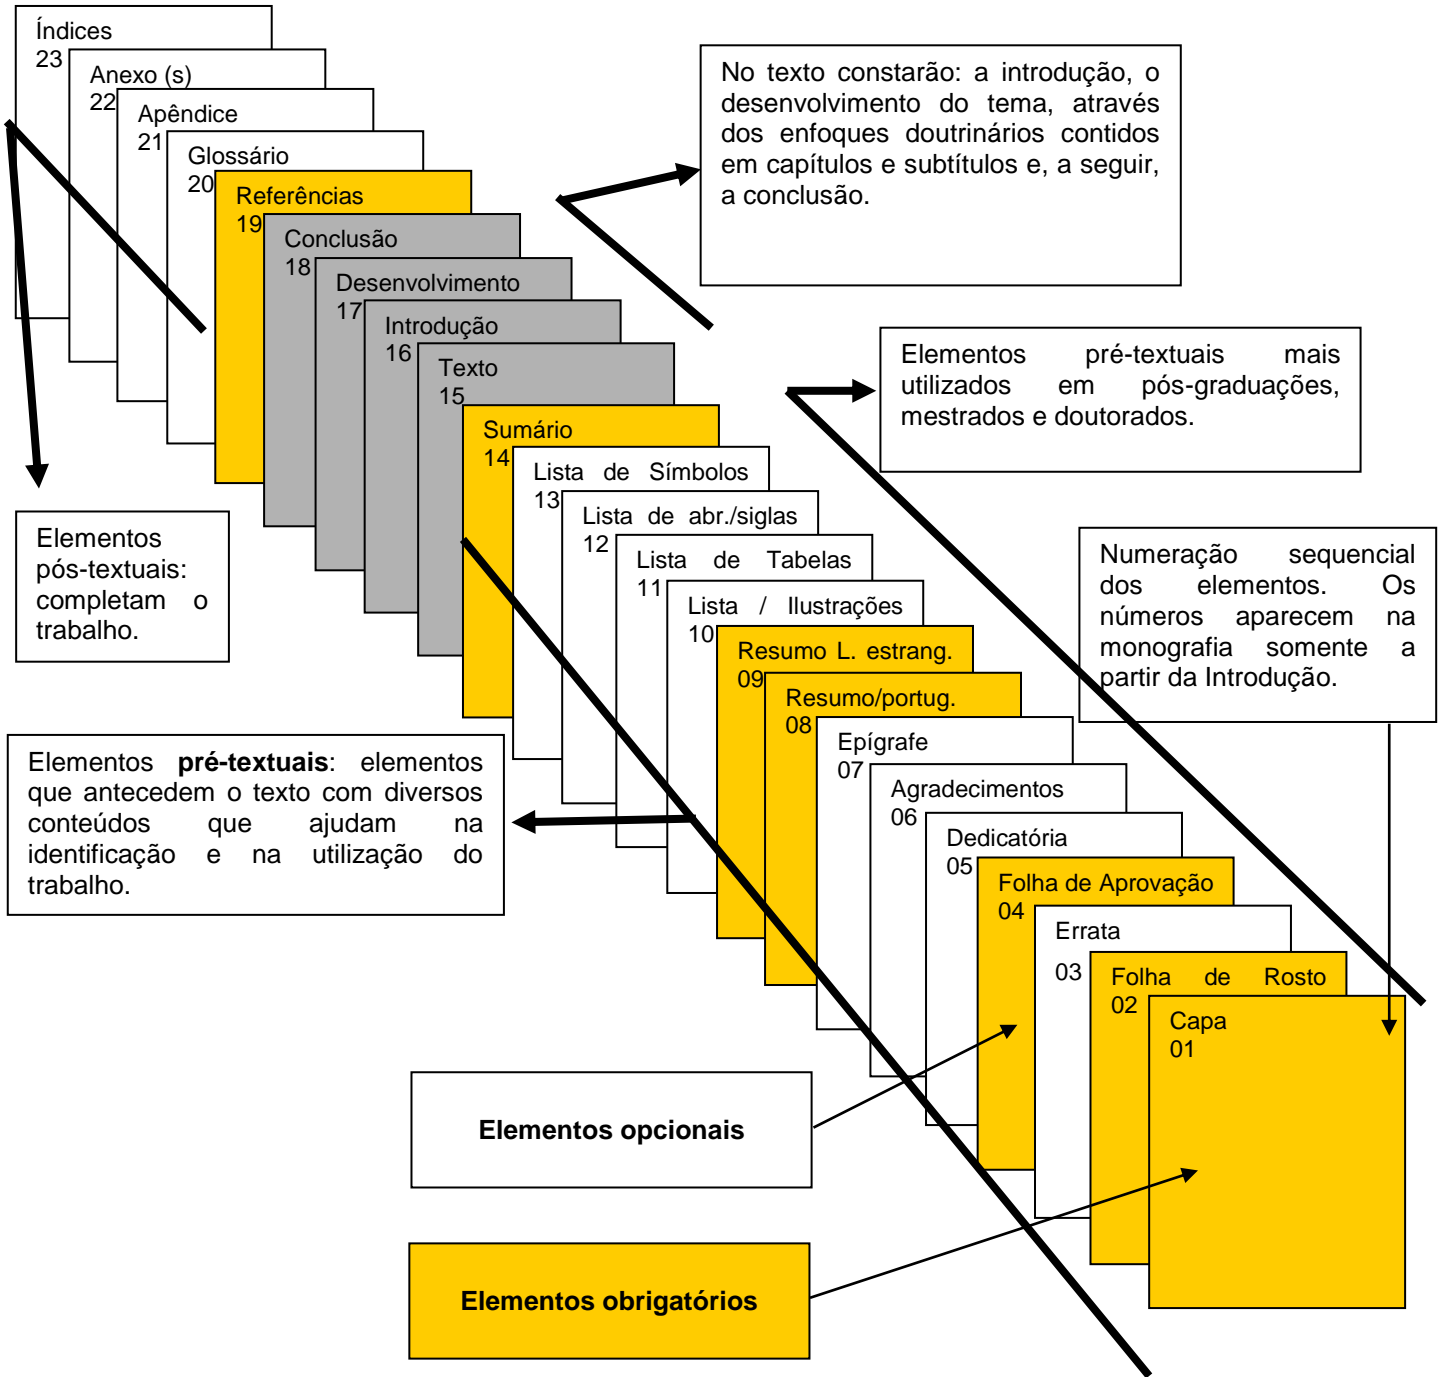 Índices
23
Anexo (s)
22
Apêndice
21
Glossário
20
Referências
19
Conclusão
18
Desenvolvimento
17
Introdução
16
Texto
15
Sumário
14
Lista de Símbolos
13
Lista de abr./siglas
12
Lista de Tabelas
11
Lista / Ilustrações
10
Resumo L. estrang.
09
Resumo/portug.
08
Epígrafe
07
Agradecimentos
06
Dedicatória
05
Folha de Aprovação
04
Errata
03
Folha de Rosto
02
Capa
01
No texto constarão: a introdução, o
desenvolvimento do tema, através
dos enfoques doutrinários contidos
em capítulos e subtítulos e, a seguir,
a conclusão.
Elementos pré-textuais mais
utilizados em pós-graduações,
mestrados e doutorados.
Numeração sequencial
dos elementos. Os
números aparecem na
monografia somente a
partir da Introdução.
Elementos
pós-textuais:
completam o
trabalho.
Elementos pré-textuais: elementos
que antecedem o texto com diversos
conteúdos que ajudam na
identificação e na utilização do
trabalho.
Elementos opcionais
Elementos obrigatórios